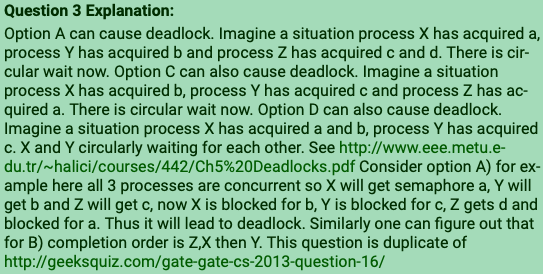 Question 3 Explanation:
Option A can cause deadlock. Imagine a situation process X has acquired a,
process Y has acquired b and process Z has acquired c and d. There is cir-
cular wait now. Option C can also cause deadlock. Imagine a situation
process X has acquired b, process Y has acquired c and process Z has ac-
quired a. There is circular wait now. Option D can also cause deadlock.
Imagine a situation process X has acquired a and b, process Y has acquired
c. X and Y circularly waiting for each other. See http://www.eee.metu.e-
du.tr/~halici/courses/442/Ch5%20Deadlocks.pdf Consider option A) for ex-
ample here all 3 processes are concurrent so X will get semaphore a, Y will
get b and Z will get c, now X is blocked for b, Y is blocked for c, Z gets d and
blocked for a. Thus it will lead to deadlock. Similarly one can figure out that
for B) completion order is Z,X then Y. This question is duplicate of
http://geeksquiz.com/gate-gate-cs-2013-question-16/